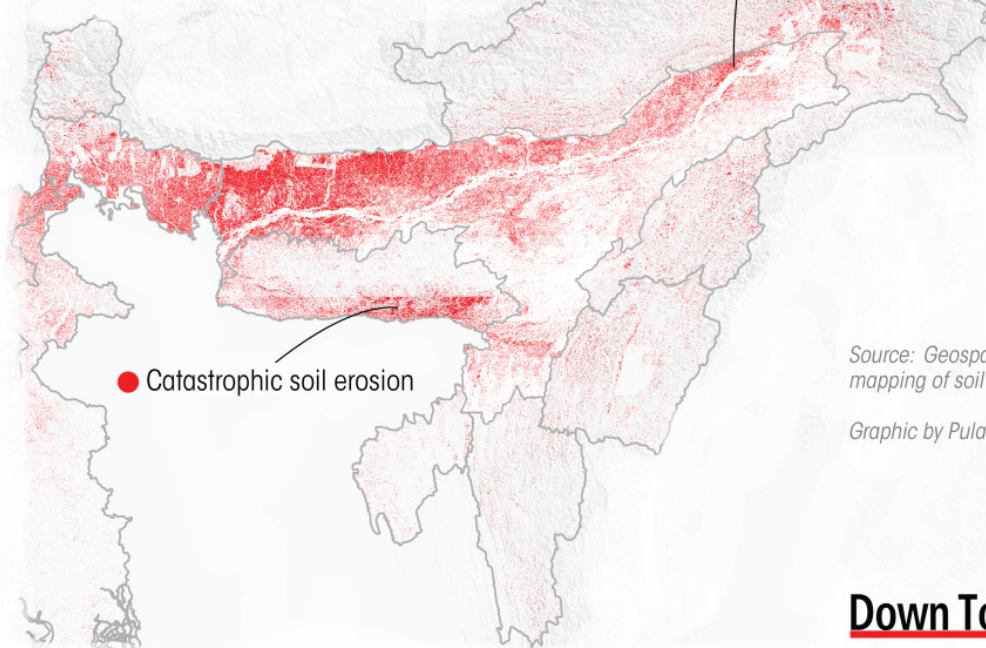 Catastrophic soil erosion
Source: Geospa
mapping of soil
Graphic by Pula
Down To